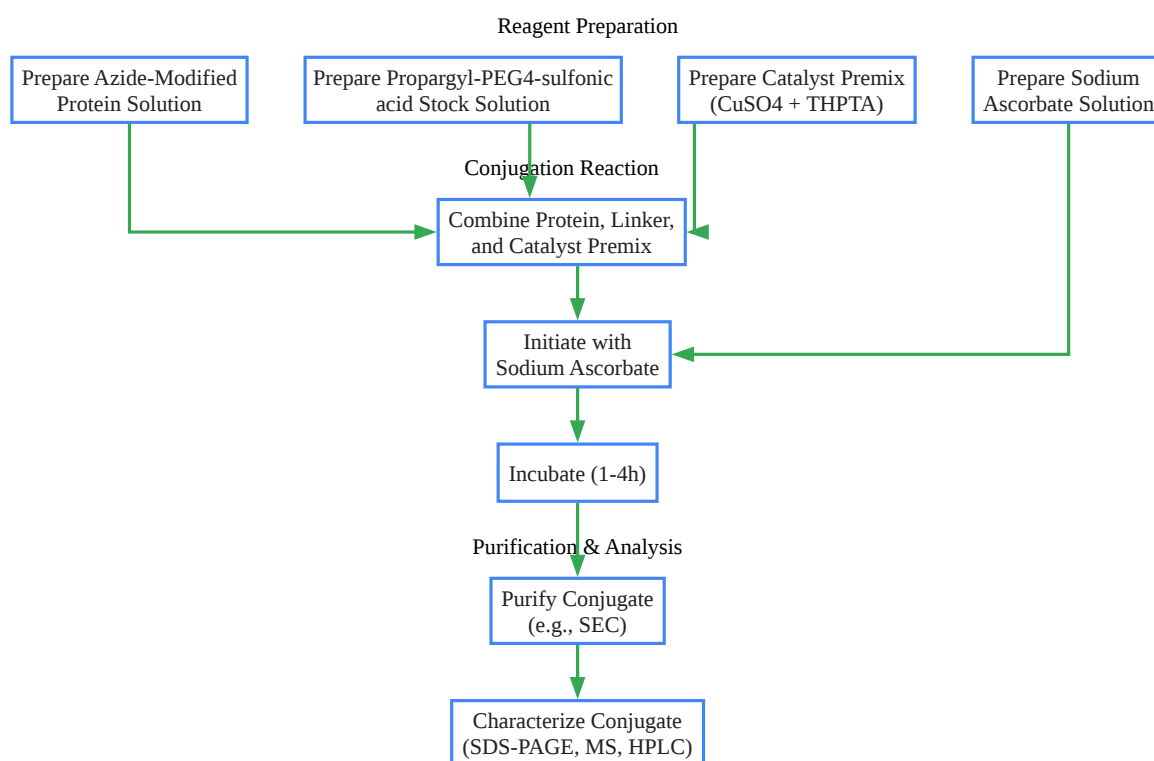 Reagent Preparation
Prepare Azide-Modified
Protein Solution
Prepare Propargyl-PEG4-sulfonic
acid Stock Solution
Prepare Catalyst Premix
(CuSO4 + THPTA)
Prepare Sodium
Ascorbate Solution
Conjugation Reaction
Combine Protein, Linker,
and Catalyst Premix
Initiate with
Sodium Ascorbate
Incubate (1-4h)
Purification & Analysis
Purify Conjugate
(e.g., SEC)
Characterize Conjugate
(SDS-PAGE, MS, HPLC)